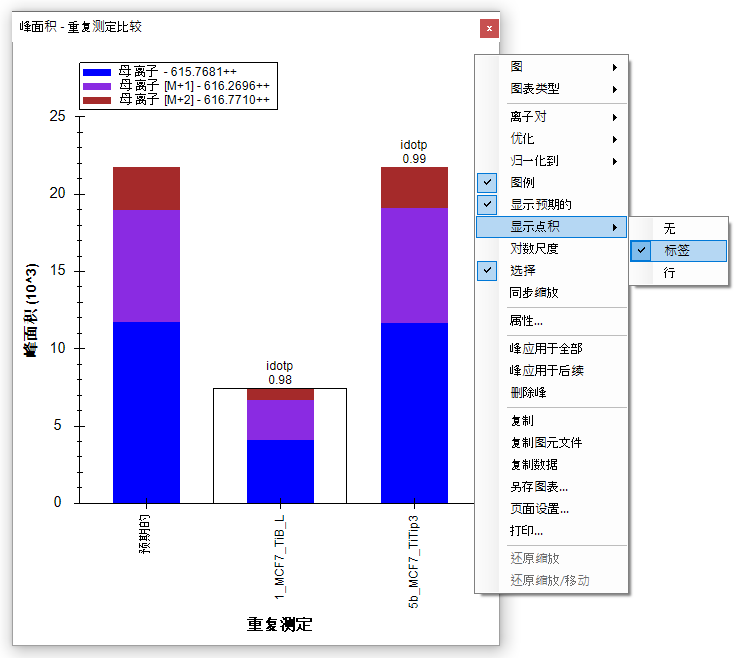 峰面积 - 重复测定比较
x
母离子 - 615.7681++
母离子 [M+1] - 616.2696++
母离子 [M+2] - 616.7710++
25
20
15
10
5
0
峰面积 (10^3)
idotp
0.98
idotp
0.99
预期的
1_MCF7_TiB_L
5b_MCF7_TiTip3
重复测定
图
图表类型
离子对
优化
归一化到
图例
显示预期的
显示点积
对数尺度
选择
同步缩放
属性...
峰应用于全部
峰应用于后续
删除峰
复制
复制图元文件
复制数据
另存图表...
页面设置...
打印...
还原缩放
还原缩放/移动
无
标签
行